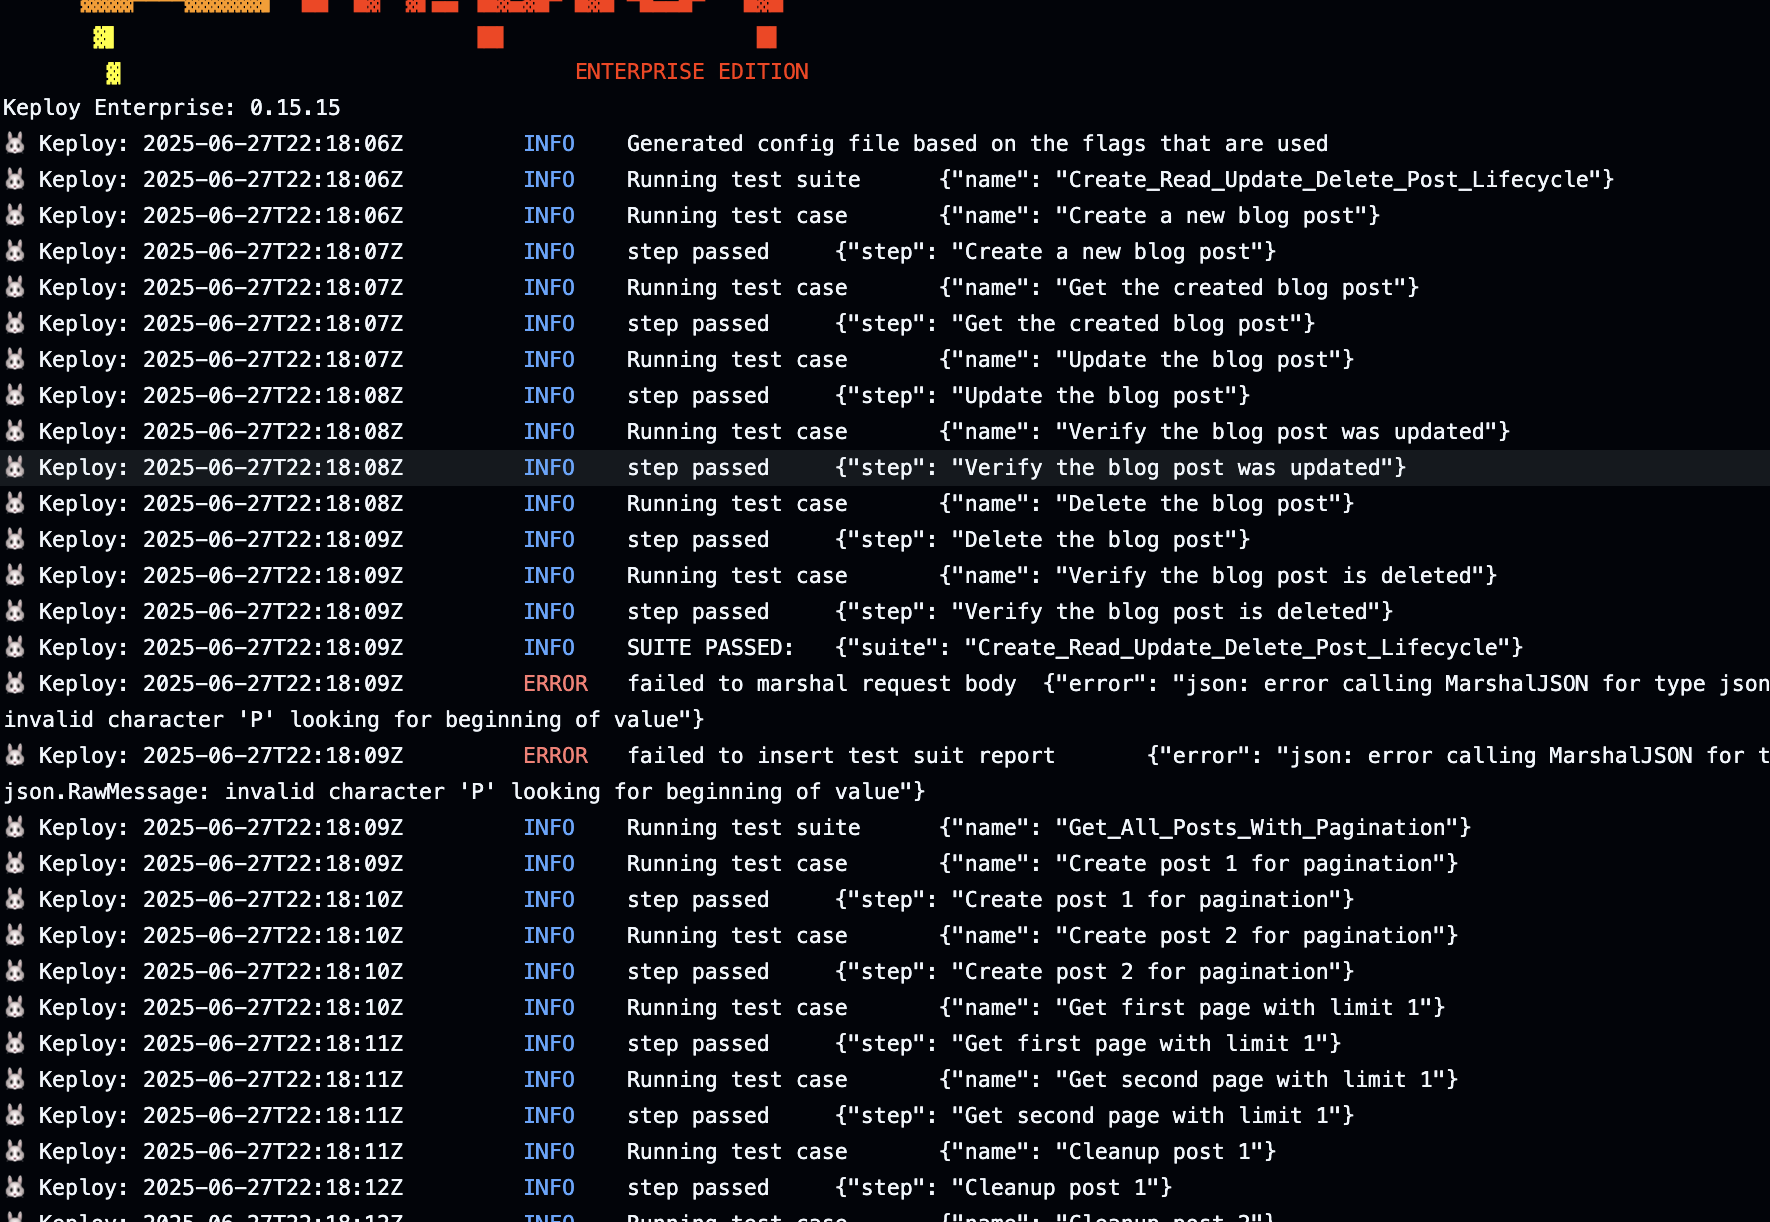 ENTERPRISE EDITION
Keploy Enterprise: 0.15.15
🐰 Keploy: 2025-06-27T22:18:06Z INFO Generated config file based on the flags that are used
🐰 Keploy: 2025-06-27T22:18:06Z INFO Running test suite {"name": "Create_Read_Update_Delete_Post_Lifecycle"}
🐰 Keploy: 2025-06-27T22:18:06Z INFO Running test case {"name": "Create a new blog post"}
🐰 Keploy: 2025-06-27T22:18:07Z INFO step passed {"step": "Create a new blog post"}
🐰 Keploy: 2025-06-27T22:18:07Z INFO Running test case {"name": "Get the created blog post"}
🐰 Keploy: 2025-06-27T22:18:07Z INFO step passed {"step": "Get the created blog post"}
🐰 Keploy: 2025-06-27T22:18:07Z INFO Running test case {"name": "Update the blog post"}
🐰 Keploy: 2025-06-27T22:18:08Z INFO step passed {"step": "Update the blog post"}
🐰 Keploy: 2025-06-27T22:18:08Z INFO Running test case {"name": "Verify the blog post was updated"}
🐰 Keploy: 2025-06-27T22:18:08Z INFO step passed {"step": "Verify the blog post was updated"}
🐰 Keploy: 2025-06-27T22:18:08Z INFO Running test case {"name": "Delete the blog post"}
🐰 Keploy: 2025-06-27T22:18:09Z INFO step passed {"step": "Delete the blog post"}
🐰 Keploy: 2025-06-27T22:18:09Z INFO Running test case {"name": "Verify the blog post is deleted"}
🐰 Keploy: 2025-06-27T22:18:09Z INFO step passed {"step": "Verify the blog post is deleted"}
🐰 Keploy: 2025-06-27T22:18:09Z INFO SUITE PASSED: {"suite": "Create_Read_Update_Delete_Post_Lifecycle"}
🐰 Keploy: 2025-06-27T22:18:09Z ERROR failed to marshal request body {"error": "json: error calling MarshalJSON for type json
invalid character 'P' looking for beginning of value"}
🐰 Keploy: 2025-06-27T22:18:09Z ERROR failed to insert test suit report {"error": "json: error calling MarshalJSON for t
json.RawMessage: invalid character 'P' looking for beginning of value"}
🐰 Keploy: 2025-06-27T22:18:09Z INFO Running test suite {"name": "Get_All_Posts_With_Pagination"}
🐰 Keploy: 2025-06-27T22:18:09Z INFO Running test case {"name": "Create post 1 for pagination"}
🐰 Keploy: 2025-06-27T22:18:10Z INFO step passed {"step": "Create post 1 for pagination"}
🐰 Keploy: 2025-06-27T22:18:10Z INFO Running test case {"name": "Create post 2 for pagination"}
🐰 Keploy: 2025-06-27T22:18:10Z INFO step passed {"step": "Create post 2 for pagination"}
🐰 Keploy: 2025-06-27T22:18:10Z INFO Running test case {"name": "Get first page with limit 1"}
🐰 Keploy: 2025-06-27T22:18:11Z INFO step passed {"step": "Get first page with limit 1"}
🐰 Keploy: 2025-06-27T22:18:11Z INFO Running test case {"name": "Get second page with limit 1"}
🐰 Keploy: 2025-06-27T22:18:11Z INFO step passed {"step": "Get second page with limit 1"}
🐰 Keploy: 2025-06-27T22:18:11Z INFO Running test case {"name": "Cleanup post 1"}
🐰 Keploy: 2025-06-27T22:18:12Z INFO step passed {"step": "Cleanup post 1"}
🐰 Keploy: 2025-06-27T22:18:12Z INFO Running test case {"name": "Cleanup post 2"}